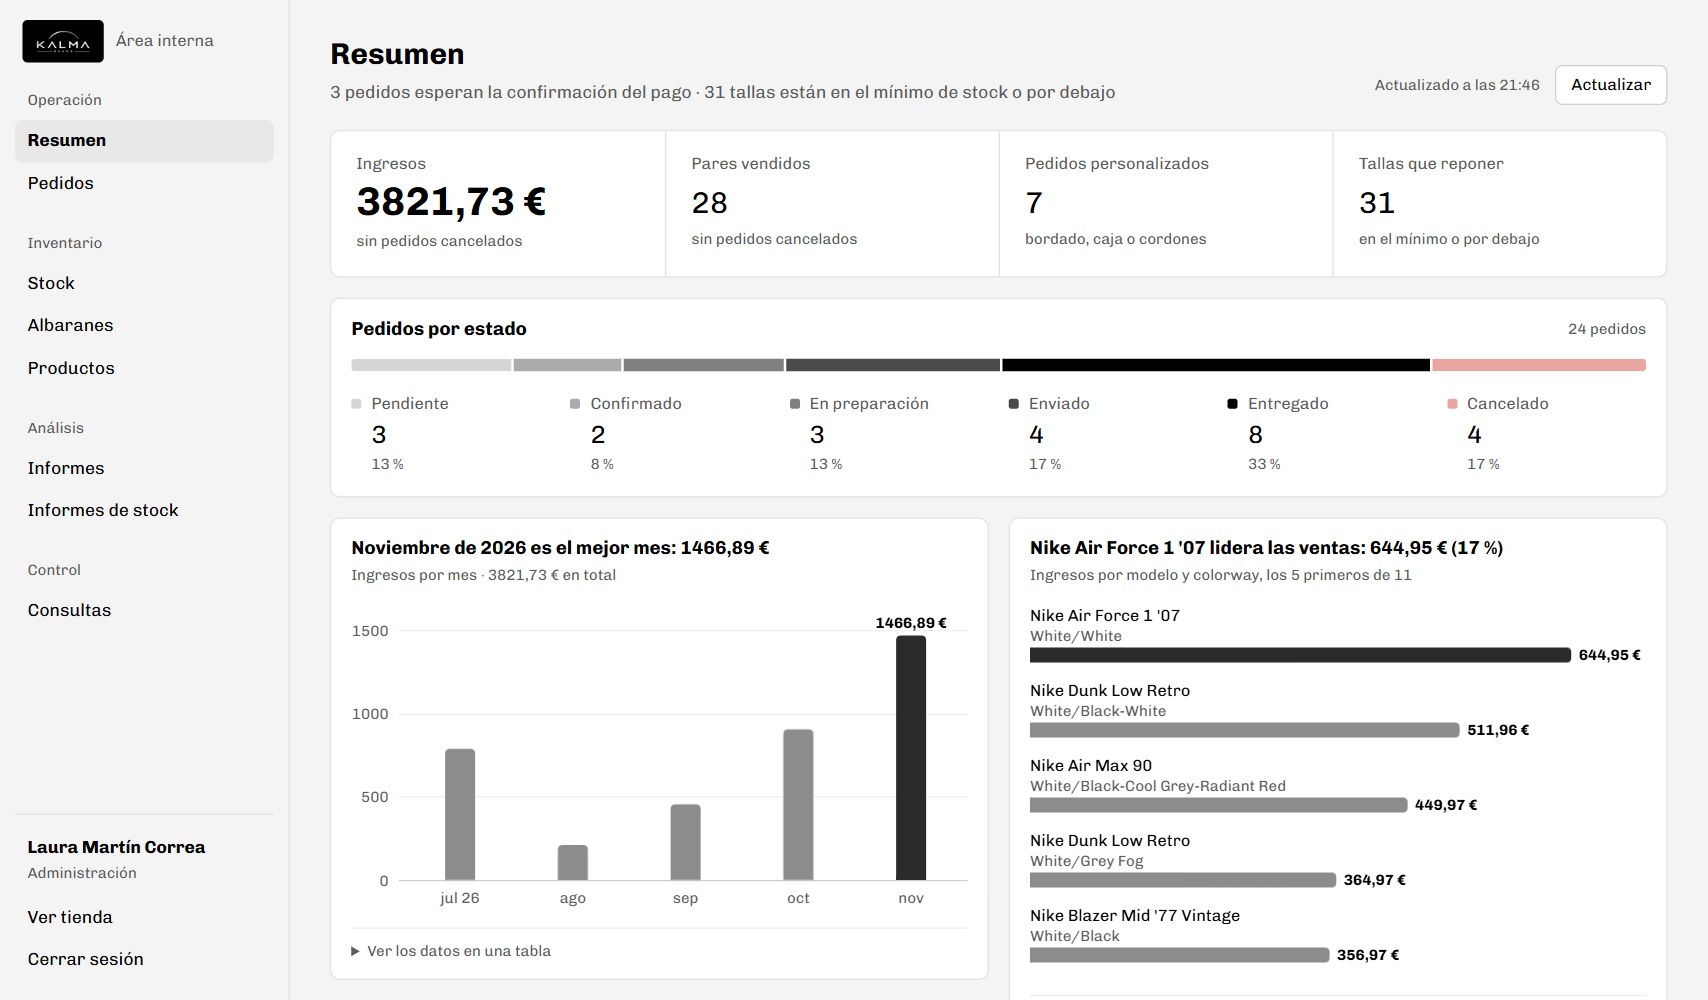 KALMA
Área interna
Operación
Resumen
Pedidos
Inventario
Stock
Albaranes
Productos
Análisis
Informes
Informes de stock
Control
Consultas
Laura Martín Correa
Administración
Ver tienda
Cerrar sesión
Resumen
3 pedidos esperan la confirmación del pago · 31 tallas están en el mínimo de stock o por debajo
Actualizado a las 21:46
Actualizar
Ingresos
3821,73 €
sin pedidos cancelados
Pares vendidos
28
sin pedidos cancelados
Pedidos personalizados
7
bordado, caja o cordones
Tallas que reponer
31
en el mínimo o por debajo
Pedidos por estado
24 pedidos
Pendiente
3
13 %
Confirmado
2
8 %
En preparación
3
13 %
Enviado
4
17 %
Entregado
8
33 %
Cancelado
4
17 %
Noviembre de 2026 es el mejor mes: 1466,89 €
Ingresos por mes · 3821,73 € en total
1466,89 €
1500
1000
500
0
jul 26
ago
sep
oct
nov
Ver los datos en una tabla
Nike Air Force 1 '07 lidera las ventas: 644,95 € (17 %)
Ingresos por modelo y colorway, los 5 primeros de 11
Nike Air Force 1 '07
White/White
644,95 €
Nike Dunk Low Retro
White/Black-White
511,96 €
Nike Air Max 90
White/Black-Cool Grey-Radiant Red
449,97 €
Nike Dunk Low Retro
White/Grey Fog
364,97 €
Nike Blazer Mid '77 Vintage
White/Black
356,97 €